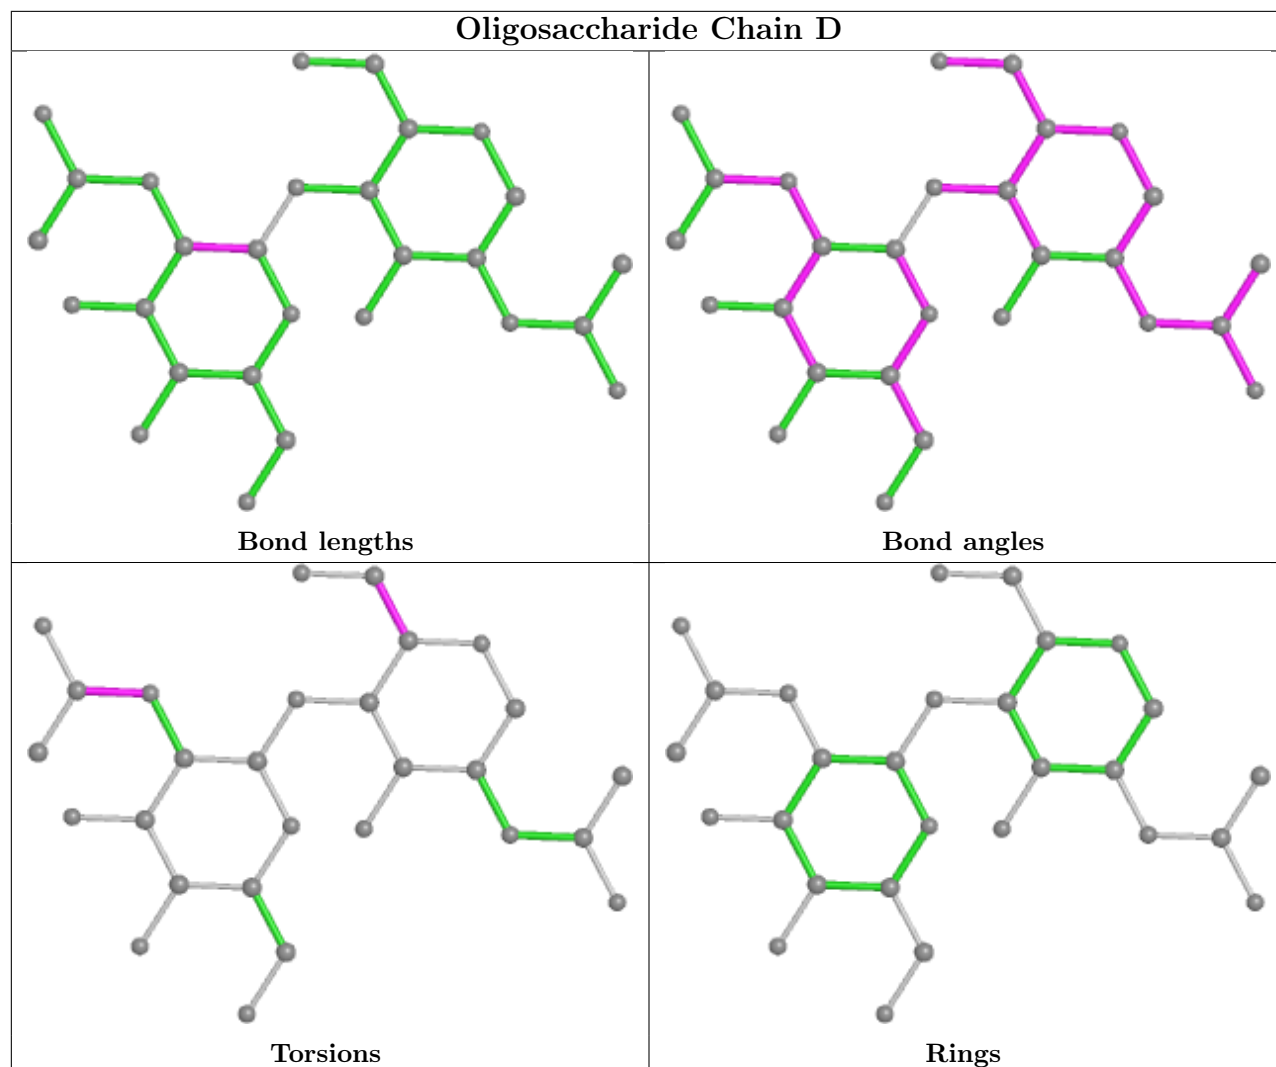 Oligosaccharide Chain D
Bond lengths
Bond angles
Torsions
Rings